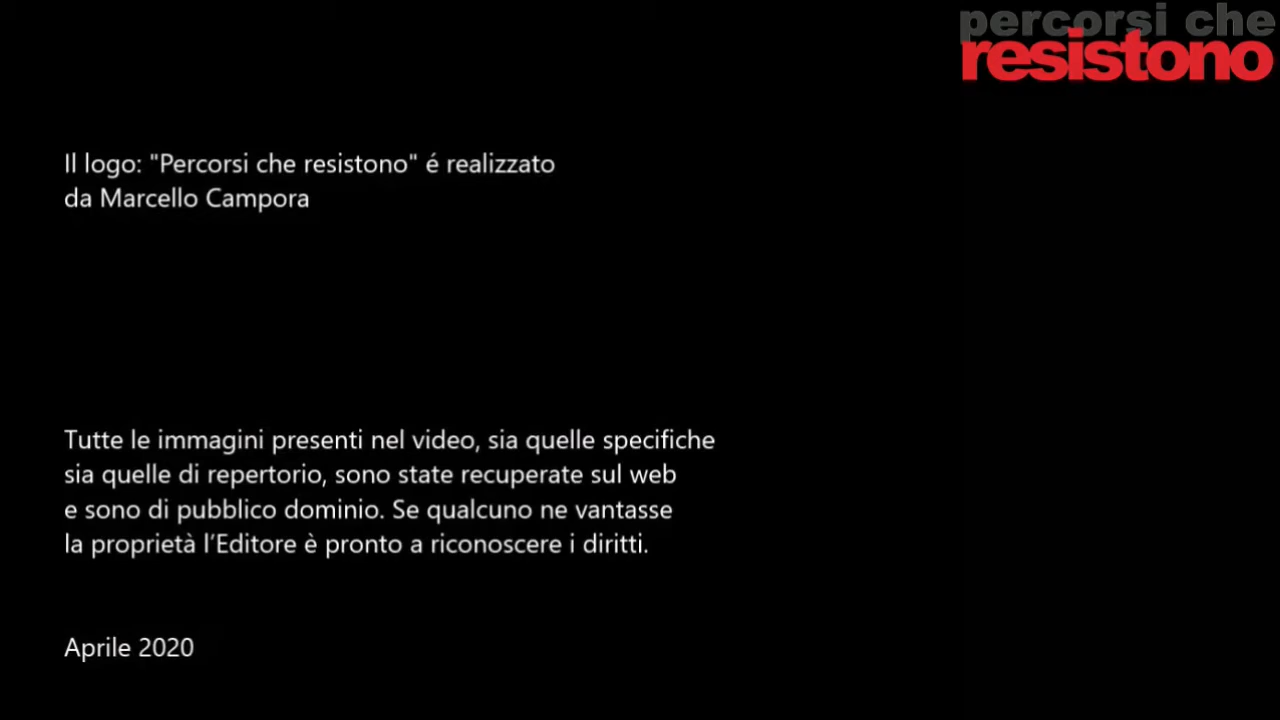 percorsi che
resistono
Il logo: "Percorsi che resistono" é realizzato
da Marcello Campora
Tutte le immagini presenti nel video, sia quelle specifiche
sia quelle di repertorio, sono state recuperate sul web
e sono di pubblico dominio. Se qualcuno ne vantasse
la proprietà l’Editore è pronto a riconoscere i diritti.
Aprile 2020